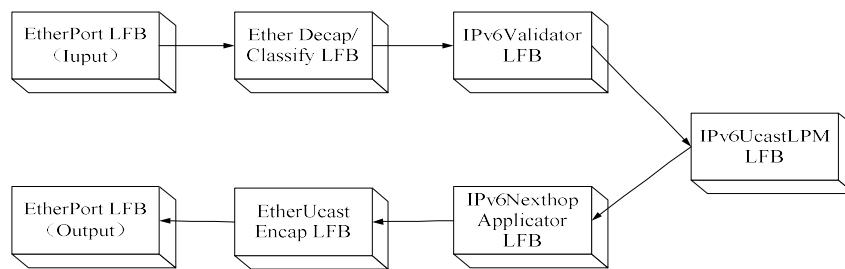 EtherPort LFB
（Iuput）
Ether Decap/
Classify LFB
IPv6Validator
LFB
IPv6UcastLPM
LFB
EtherPort LFB
（Output）
EtherUcast
Encap LFB
IPv6Nexthop
Applicator
LFB